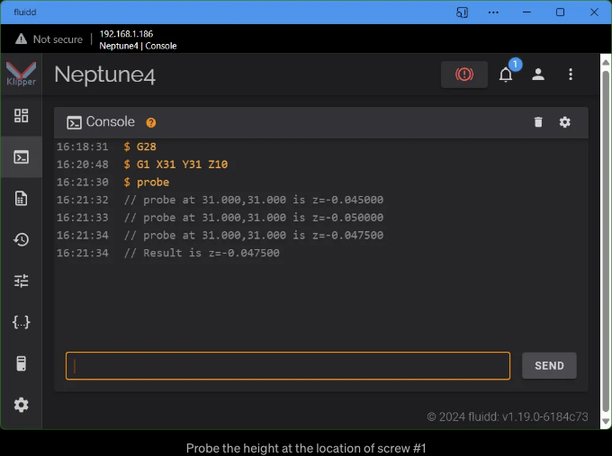 fluidd
Not secure
192.168.1.186
Neptune4 | Console
Klipper
Neptune4
1
Console
16:18:31 $ G28
16:20:48 $ G1 X31 Y31 Z10
16:21:30 $ probe
16:21:32 // probe at 31.000,31.000 is z=-0.045000
16:21:33 // probe at 31.000,31.000 is z=-0.050000
16:21:34 // probe at 31.000,31.000 is z=-0.047500
16:21:34 // Result is z=-0.047500
SEND
© 2024 fluidd: v1.19.0-6184c73
Probe the height at the location of screw #1